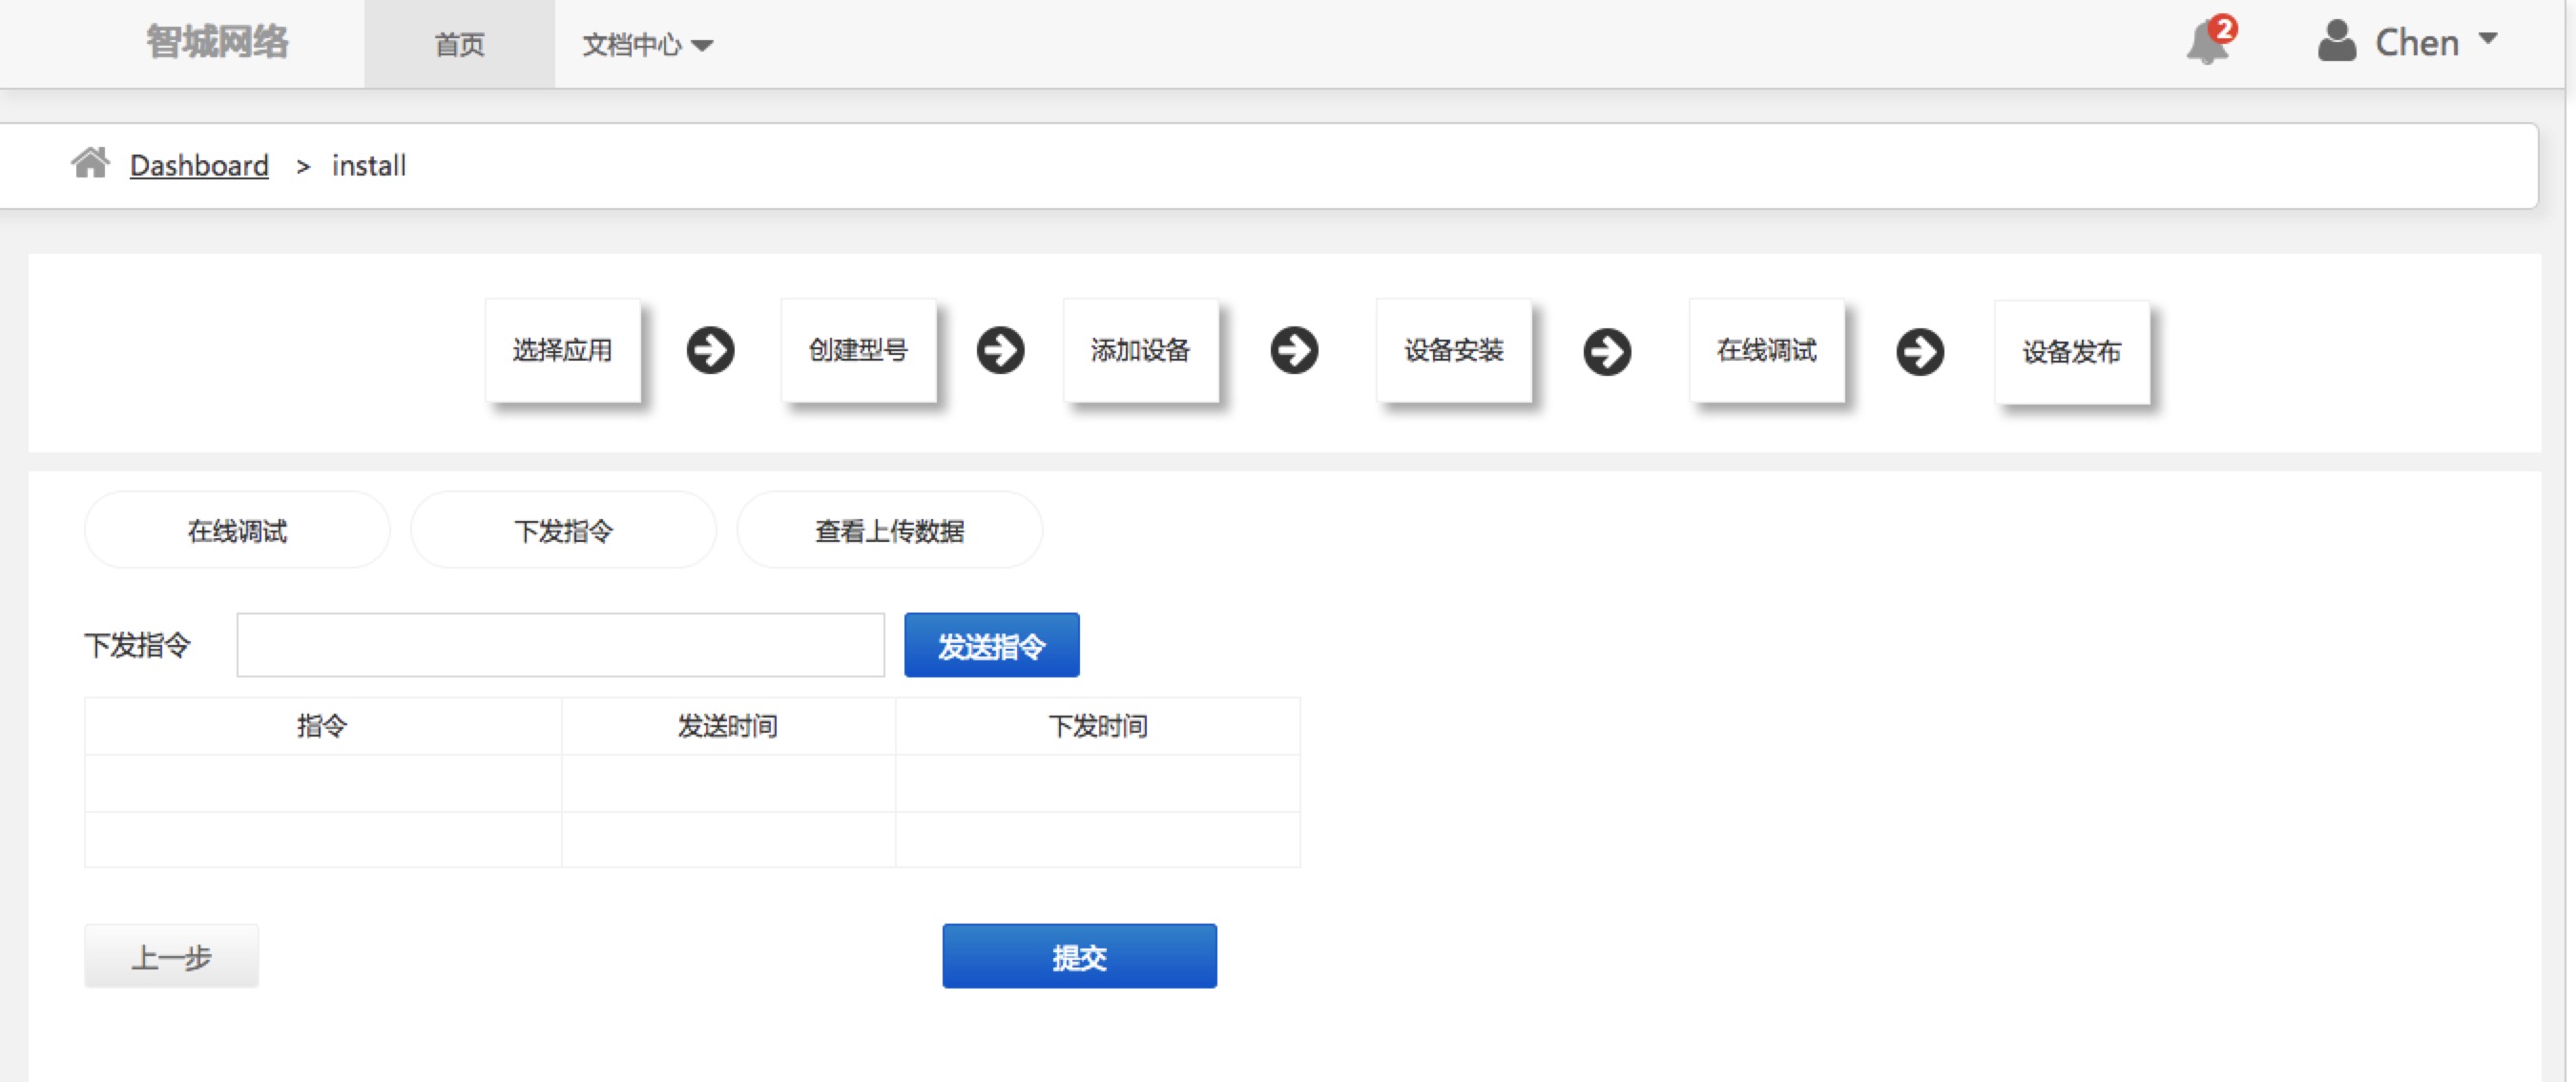 智城网络 首页 文档中心 2 Chen
Dashboard > install
选择应用 创建型号 添加设备 设备安装 在线调试 设备发布
在线调试 下发指令 查看上传数据
下发指令 发送指令
指令 发送时间 下发时间
上一步 提交